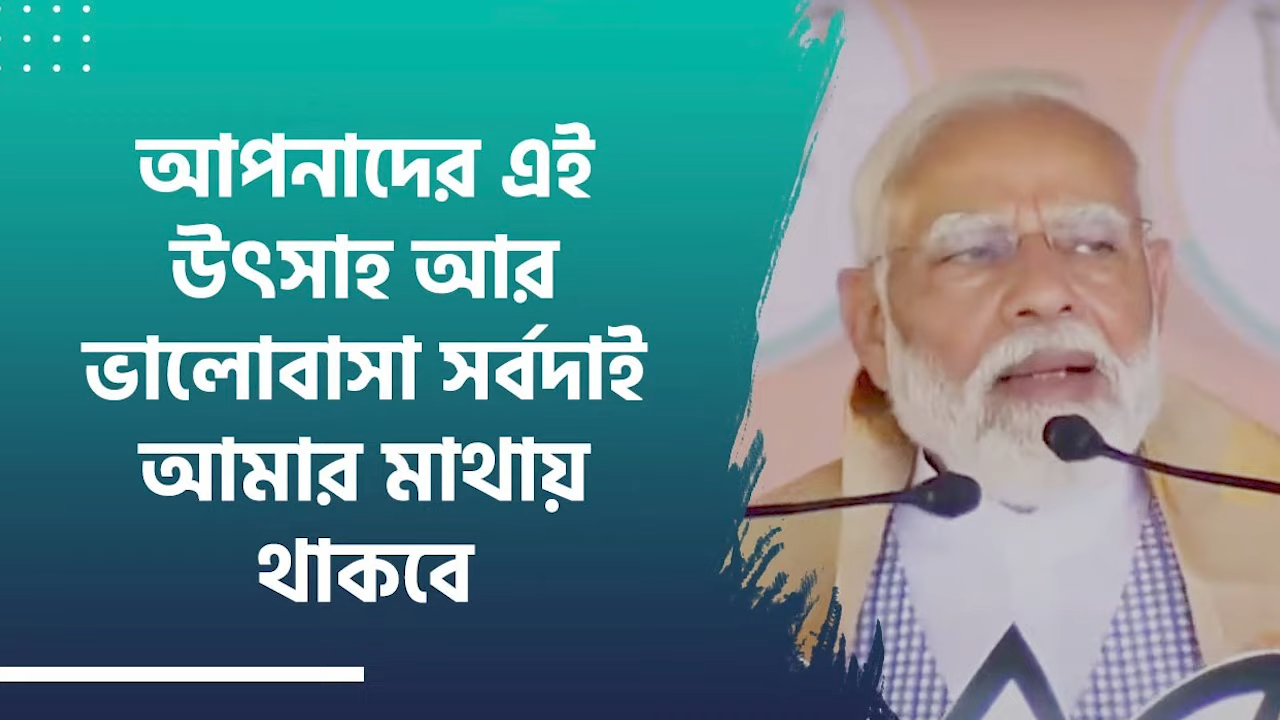 আপনাদের এই
উৎসাহ আর
ভালোবাসা সর্বদাই
আমার মাথায়
থাকবে